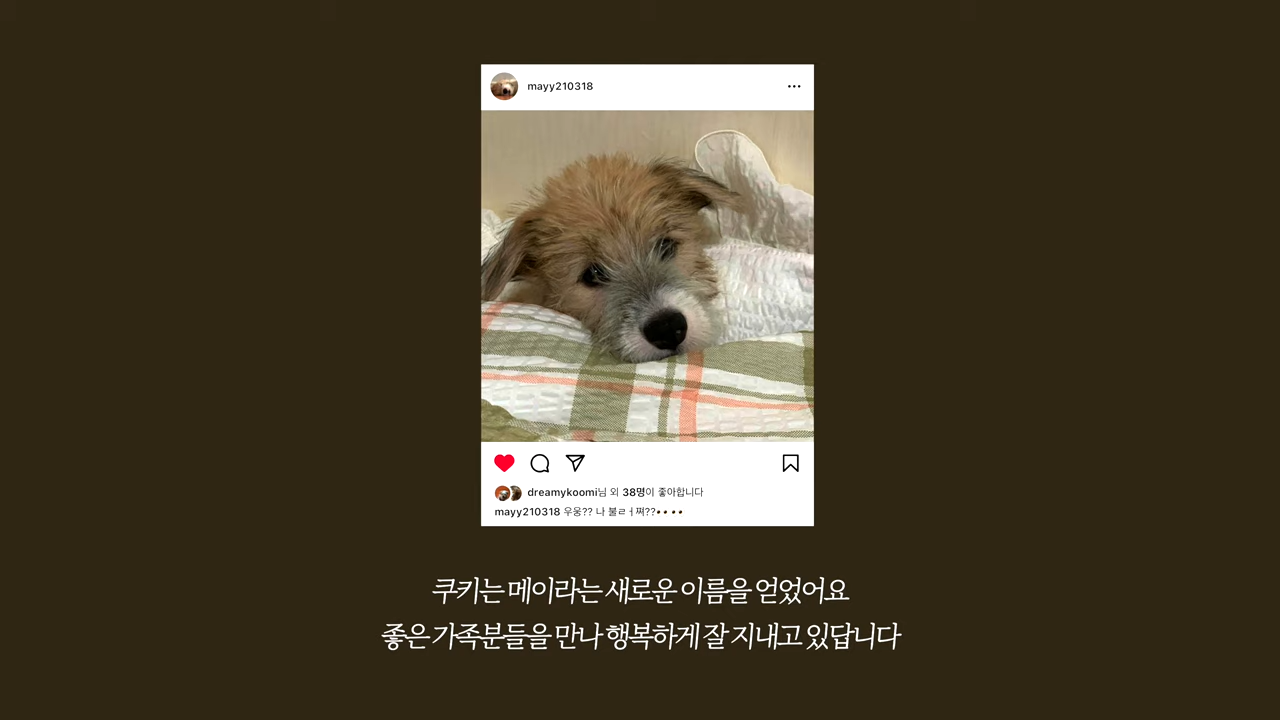 mayy210318
dreamykoomi님 외 38명이 좋아합니다
mayy210318 우웅?? 나 불ㄹㅓ쪄??
쿠키는 메이라는 새로운 이름을 얻었어요
좋은 가족분들을 만나 행복하게 잘 지내고 있답니다